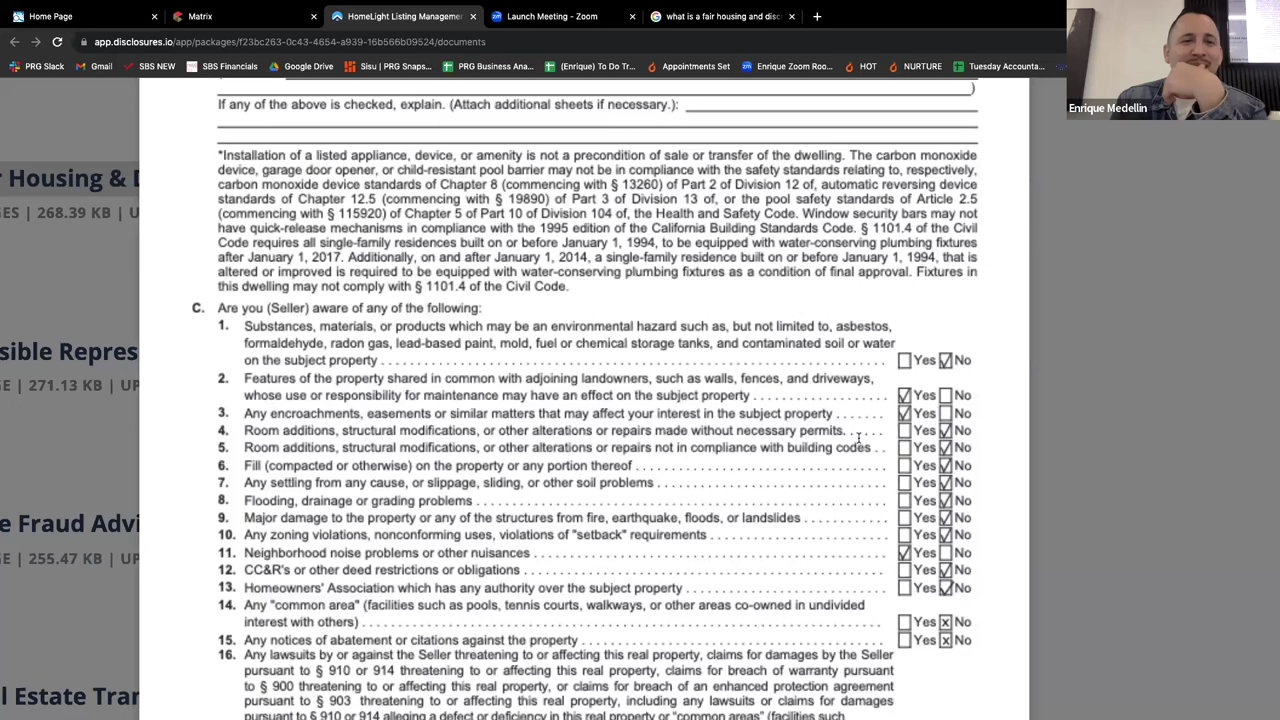 Home Page
Matrix
HomeLight Listing Manageme
Launch Meeting - Zoom
what is a fair housing and disc
app.disclosures.io/app/packages/f23bc263-0c43-4654-a939-16b566b09524/documents
PRG Slack
Gmail
SBS NEW
SBS Financials
Google Drive
Sisu | PRG Snaps...
PRG Business Ana...
(Enrique) To Do Tr...
Appointments Set
Enrique Zoom Roo...
HOT
NURTURE
Tuesday Accounta...
Enrique Medellin
r Housing & D
GES | 268.39 KB | U
sible Repres
GE | 271.13 KB | UP
e Fraud Advi
GE | 255.47 KB | UP
l Estate Tran
)
If any of the above is checked, explain. (Attach additional sheets if necessary.):
*Installation of a listed appliance, device, or amenity is not a precondition of sale or transfer of the dwelling. The carbon monoxide
device, garage door opener, or child-resistant pool barrier may not be in compliance with the safety standards relating to, respectively,
carbon monoxide device standards of Chapter 8 (commencing with § 13260) of Part 2 of Division 12 of, automatic reversing device
standards of Chapter 12.5 (commencing with § 19890) of Part 3 of Division 13 of, or the pool safety standards of Article 2.5
(commencing with § 115920) of Chapter 5 of Part 10 of Division 104 of, the Health and Safety Code. Window security bars may not
have quick-release mechanisms in compliance with the 1995 edition of the California Building Standards Code. § 1101.4 of the Civil
Code requires all single-family residences built on or before January 1, 1994, to be equipped with water-conserving plumbing fixtures
after January 1, 2017. Additionally, on and after January 1, 2014, a single-family residence built on or before January 1, 1994, that is
altered or improved is required to be equipped with water-conserving plumbing fixtures as a condition of final approval. Fixtures in
this dwelling may not comply with § 1101.4 of the Civil Code.
C. Are you (Seller) aware of any of the following:
1. Substances, materials, or products which may be an environmental hazard such as, but not limited to, asbestos,
formaldehyde, radon gas, lead-based paint, mold, fuel or chemical storage tanks, and contaminated soil or water
on the subject property Yes No
2. Features of the property shared in common with adjoining landowners, such as walls, fences, and driveways,
whose use or responsibility for maintenance may have an effect on the subject property Yes No
3. Any encroachments, easements or similar matters that may affect your interest in the subject property Yes No
4. Room additions, structural modifications, or other alterations or repairs made without necessary permits. Yes No
5. Room additions, structural modifications, or other alterations or repairs not in compliance with building codes Yes No
6. Fill (compacted or otherwise) on the property or any portion thereof Yes No
7. Any settling from any cause, or slippage, sliding, or other soil problems Yes No
8. Flooding, drainage or grading problems Yes No
9. Major damage to the property or any of the structures from fire, earthquake, floods, or landslides Yes No
10. Any zoning violations, nonconforming uses, violations of "setback" requirements Yes No
11. Neighborhood noise problems or other nuisances Yes No
12. CC&R's or other deed restrictions or obligations Yes No
13. Homeowners' Association which has any authority over the subject property Yes No
14. Any "common area" (facilities such as pools, tennis courts, walkways, or other areas co-owned in undivided
interest with others) Yes x No
15. Any notices of abatement or citations against the property Yes x No
16. Any lawsuits by or against the Seller threatening to or affecting this real property, claims for damages by the Seller
pursuant to § 910 or 914 threatening to or affecting this real property, claims for breach of warranty pursuant
to § 900 threatening to or affecting this real property, or claims for breach of an enhanced protection agreement
pursuant to § 903 threatening to or affecting this real property, including any lawsuits or claims for damages
pursuant to § 910 or 914 alleging a defect or deficiency in this real property or "common areas" (facilities such